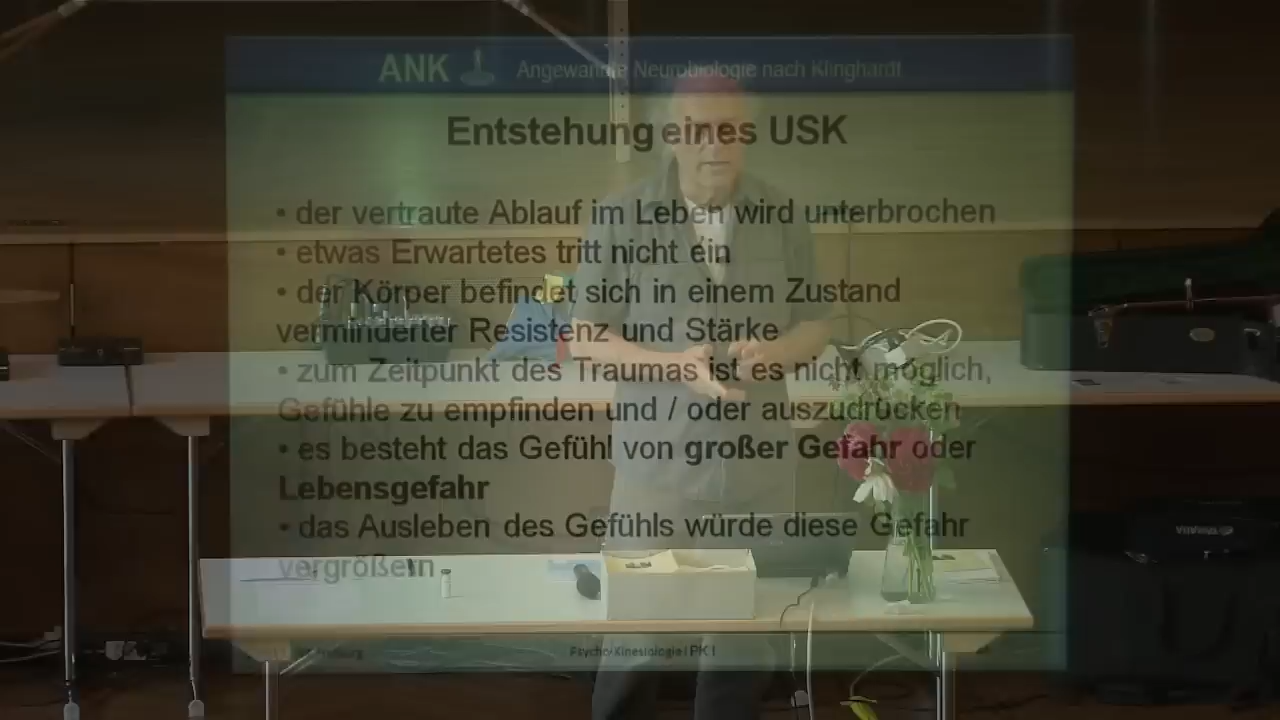 ANK Angewandte Neurobiologie nach Klinghardt
Entstehung eines USK
• der vertraute Ablauf im Leben wird unterbrochen
• etwas Erwartetes tritt nicht ein
• der Körper befindet sich in einem Zustand
verminderter Resistenz und Stärke
• zum Zeitpunkt des Traumas ist es nicht möglich,
Gefühle zu empfinden und / oder auszudrücken
• es besteht das Gefühl von großer Gefahr oder
Lebensgefahr
• das Ausleben des Gefühls würde diese Gefahr
vergrößern
Psycho-Kinesiologie I PK I